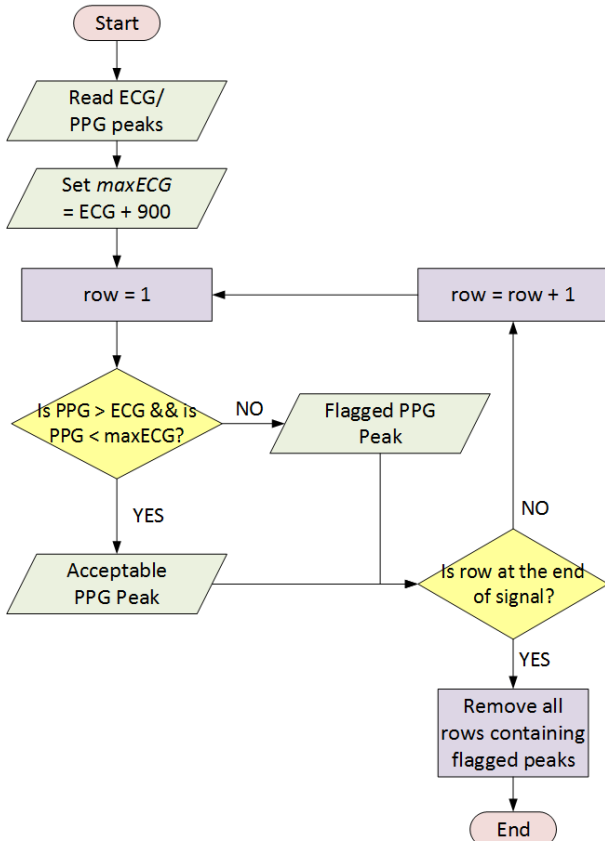 Start
Read ECG/
PPG peaks
Set maxECG
= ECG + 900
row = 1
row = row + 1
Is PPG > ECG && is
PPG < maxECG?
NO
Flagged PPG
Peak
YES
Acceptable
PPG Peak
NO
Is row at the end
of signal?
YES
Remove all
rows containing
flagged peaks
End